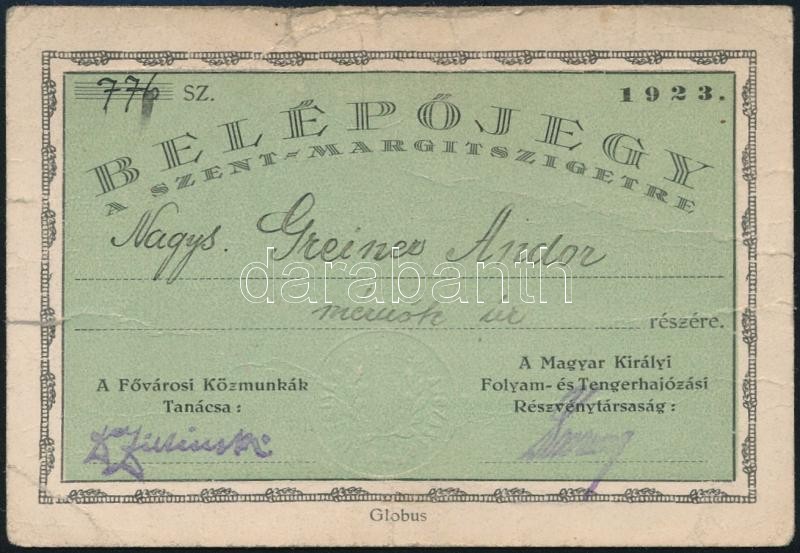 776 SZ. 1923.
BELÉPŐJEGY
A SZENT-MARGITSZIGETRE
Nagys. Greiner Andor
darabanth
mérnök úr részére.
A Fővárosi Közmunkák
Tanácsa:
A Magyar Királyi
Folyam- és Tengerhajózási
Részvénytársaság:
Globus